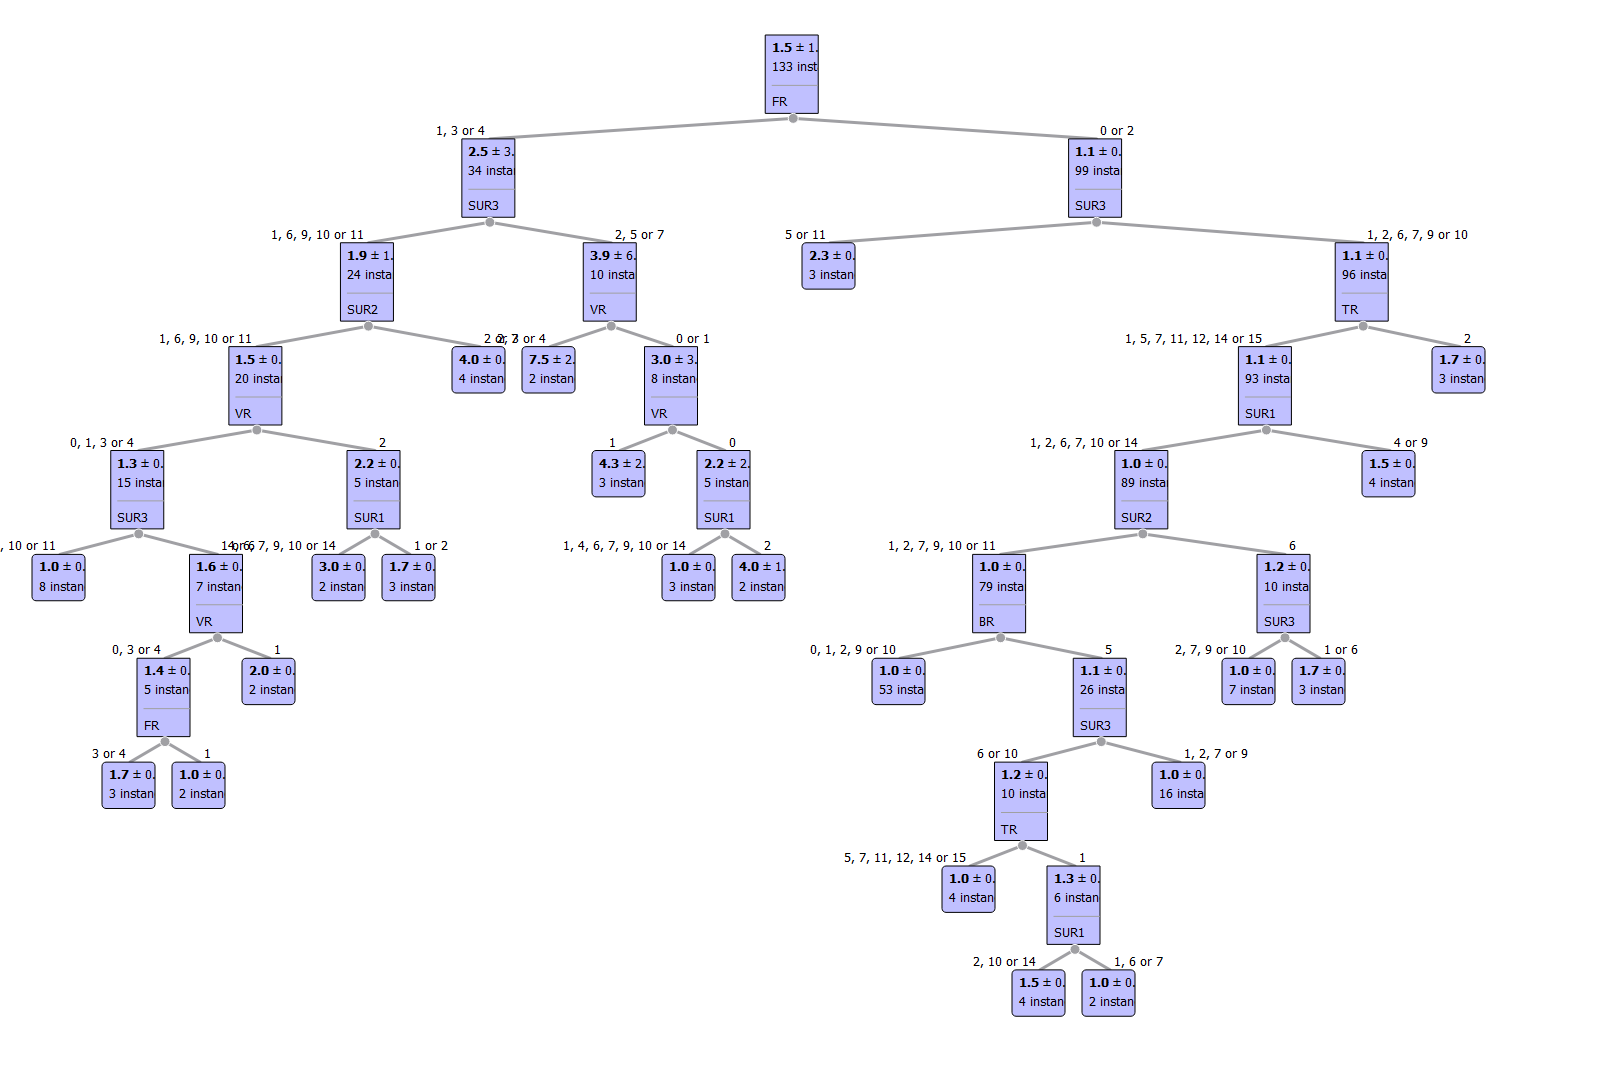 1.5 ± 1.
133 inst
FR
1, 3 or 4
0 or 2
2.5 ± 3.
34 insta
SUR3
1.1 ± 0.
99 insta
SUR3
1, 6, 9, 10 or 11
2, 5 or 7
5 or 11
1, 2, 6, 7, 9 or 10
1.9 ± 1.
24 insta
SUR2
3.9 ± 6.
10 insta
VR
2.3 ± 0.
3 instan
1.1 ± 0.
96 insta
TR
1, 6, 9, 10 or 11
2 or 7
2, 3 or 4
0 or 1
1, 5, 7, 11, 12, 14 or 15
2
1.5 ± 0.
20 insta
VR
4.0 ± 0.
4 instan
7.5 ± 2.
2 instan
3.0 ± 3.
8 instan
VR
1.1 ± 0.
93 insta
SUR1
1.7 ± 0.
3 instan
0, 1, 3 or 4
2
1
0
1, 2, 6, 7, 10 or 14
4 or 9
1.3 ± 0.
15 insta
SUR3
2.2 ± 0.
5 instan
SUR1
4.3 ± 2.
3 instan
2.2 ± 2.
5 instan
SUR1
1.0 ± 0.
89 insta
SUR2
1.5 ± 0.
4 instan
, 10 or 11
7, 9, 10 or 14
1 or 2
1, 4, 6, 7, 9, 10 or 14
2
1, 2, 7, 9, 10 or 11
6
1.0 ± 0.
8 instan
1.6 ± 0.
7 instan
VR
3.0 ± 0.
2 instan
1.7 ± 0.
3 instan
1.0 ± 0.
3 instan
4.0 ± 1.
2 instan
1.0 ± 0.
79 insta
BR
1.2 ± 0.
10 insta
SUR3
0, 3 or 4
1
0, 1, 2, 9 or 10
5
2, 7, 9 or 10
1 or 6
1.4 ± 0.
5 instan
FR
2.0 ± 0.
2 instan
1.0 ± 0.
53 insta
1.1 ± 0.
26 insta
SUR3
1.0 ± 0.
7 instan
1.7 ± 0.
3 instan
3 or 4
1
6 or 10
1, 2, 7 or 9
1.7 ± 0.
3 instan
1.0 ± 0.
2 instan
1.2 ± 0.
10 insta
TR
1.0 ± 0.
16 insta
5, 7, 11, 12, 14 or 15
1
1.0 ± 0.
4 instan
1.3 ± 0.
6 instan
SUR1
2, 10 or 14
1, 6 or 7
1.5 ± 0.
4 instan
1.0 ± 0.
2 instan